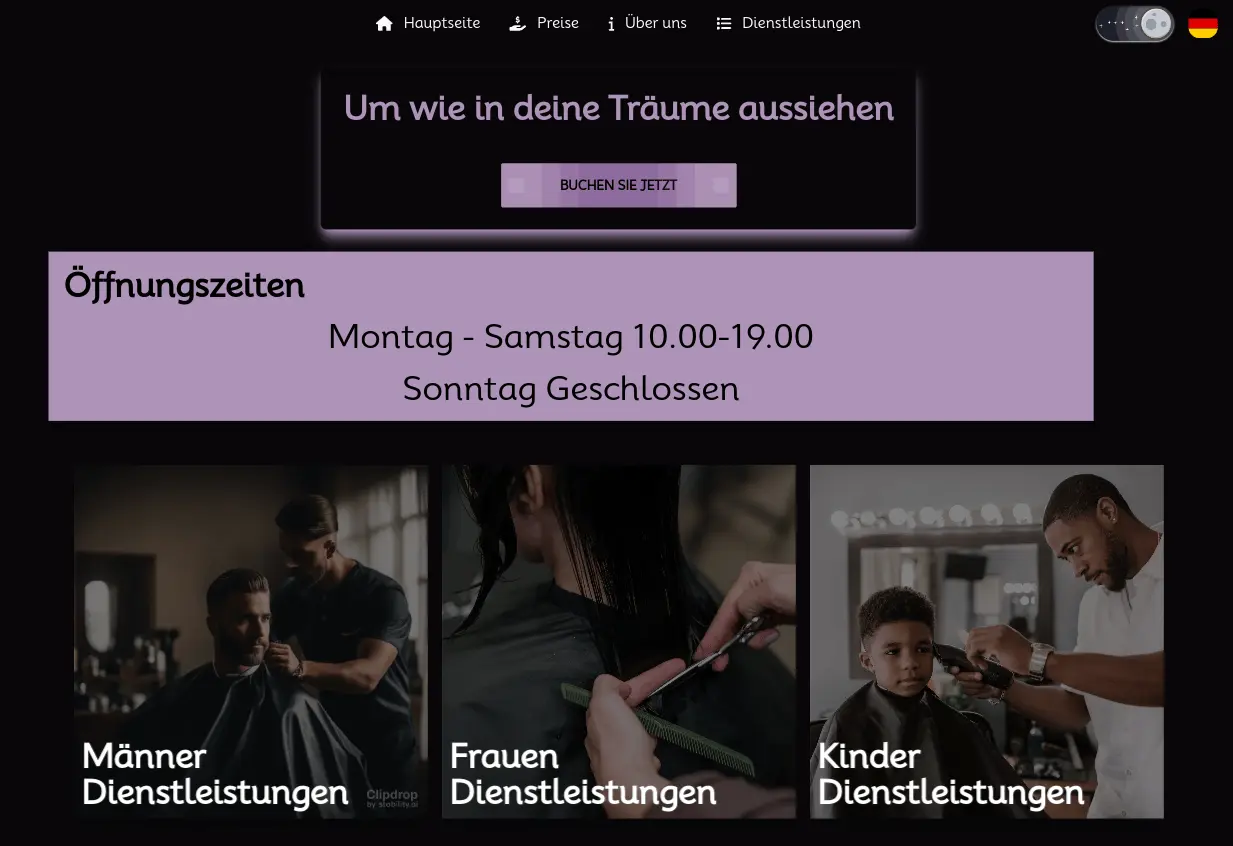 Hauptseite
Preise
Über uns
Dienstleistungen
Um wie in deine Träume aussiehen
BUCHEN SIE JETZT
Öffnungszeiten
Montag - Samstag 10.00-19.00
Sonntag Geschlossen
Männer
Dienstleistungen
Clipdrop
by stability.ai
Frauen
Dienstleistungen
Kinder
Dienstleistungen